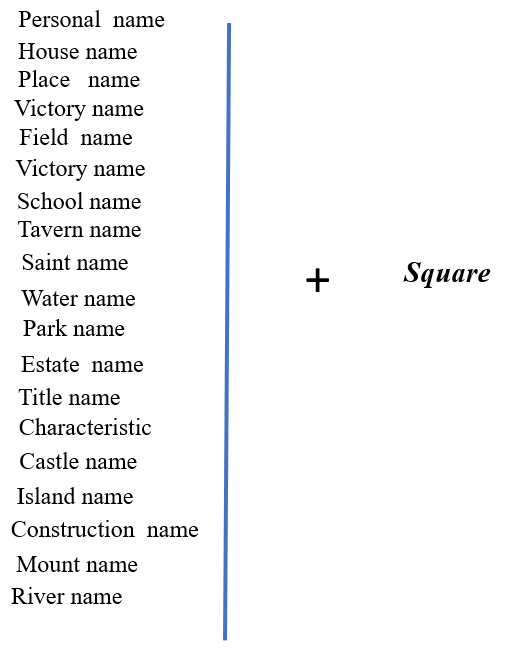 Personal name
House name
Place name
Victory name
Field name
Victory name
School name
Tavern name
Saint name
Water name
Park name
Estate name
Title name
Characteristic
Castle name
Island name
Construction name
Mount name
River name
+ Square